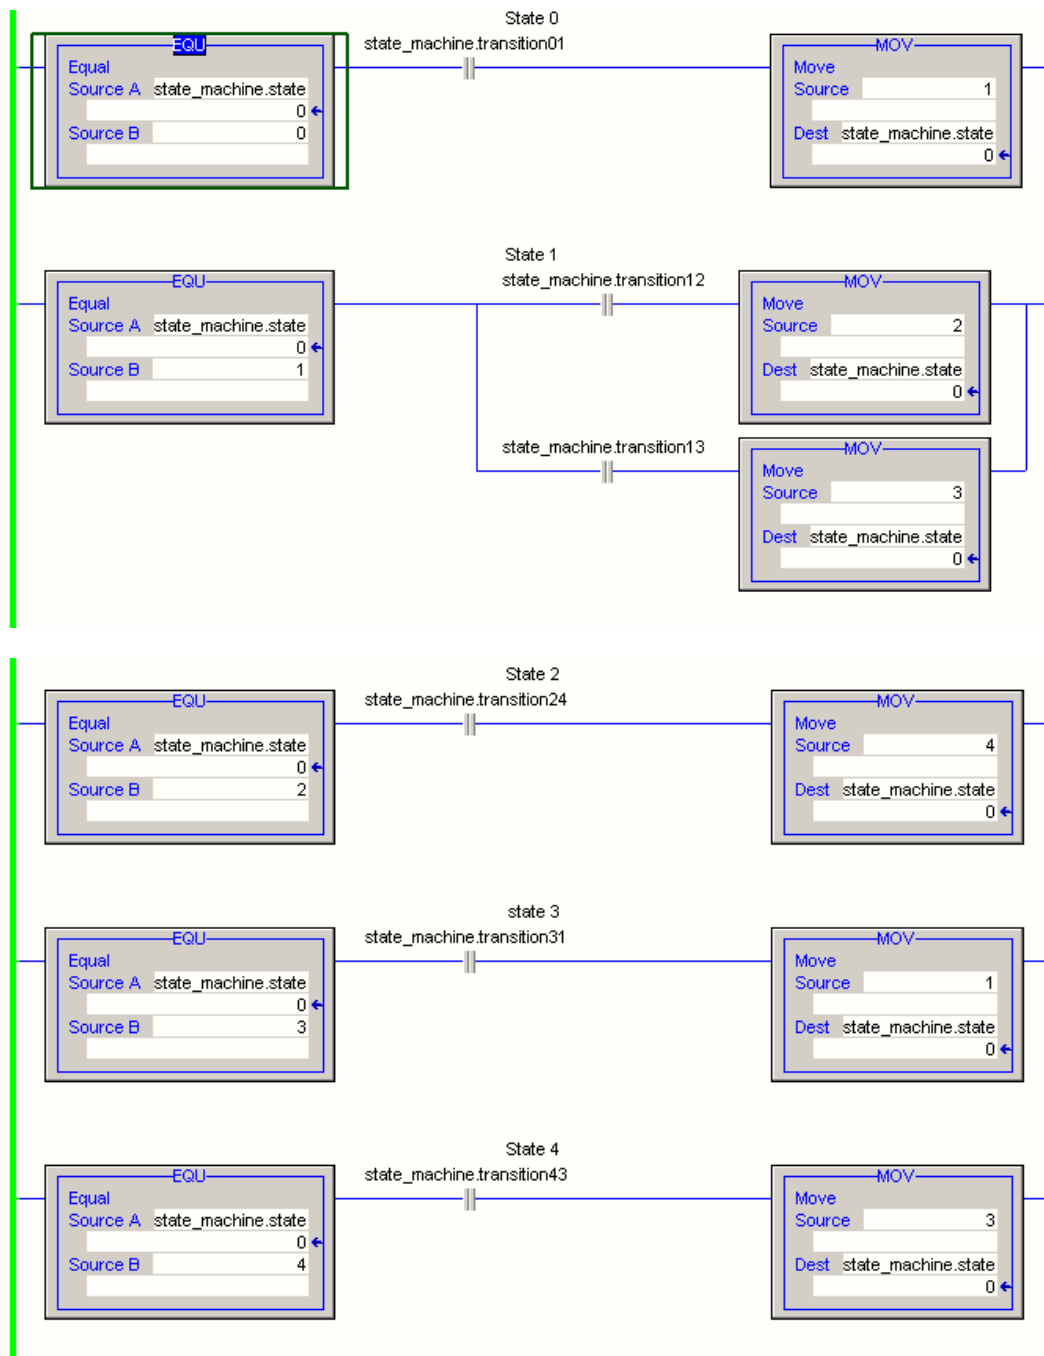 State 0
EQU
Equal
Source A state_machine.state
0
Source B 0
state_machine.transition01
MOV
Move
Source 1
Dest state_machine.state
0
State 1
EQU
Equal
Source A state_machine.state
0
Source B 1
state_machine.transition12
MOV
Move
Source 2
Dest state_machine.state
0
state_machine.transition13
MOV
Move
Source 3
Dest state_machine.state
0
State 2
EQU
Equal
Source A state_machine.state
0
Source B 2
state_machine.transition24
MOV
Move
Source 4
Dest state_machine.state
0
state 3
EQU
Equal
Source A state_machine.state
0
Source B 3
state_machine.transition31
MOV
Move
Source 1
Dest state_machine.state
0
State 4
EQU
Equal
Source A state_machine.state
0
Source B 4
state_machine.transition43
MOV
Move
Source 3
Dest state_machine.state
0